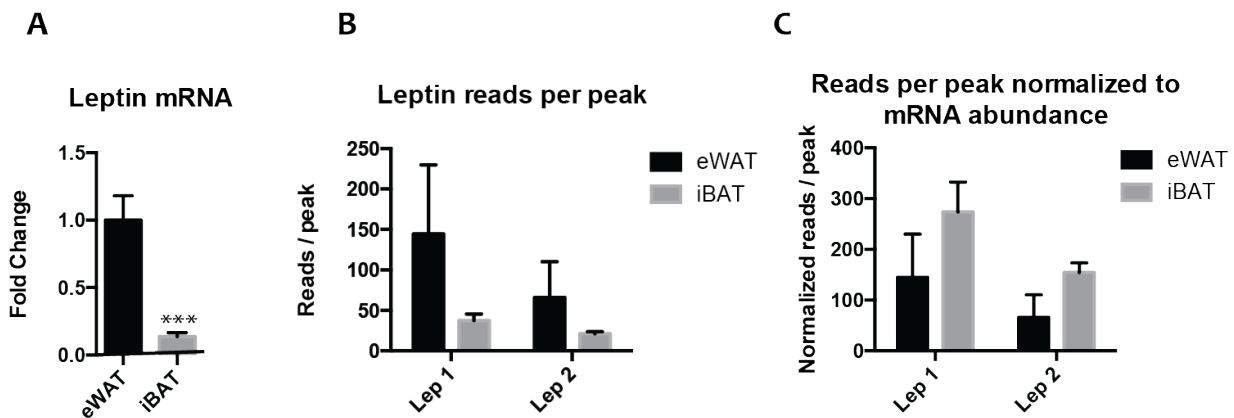 A
B
C
Leptin mRNA
Fold Change
1.5
1.0
0.5
0.0
***
eWAT
iBAT
Leptin reads per peak
Reads / peak
250
200
150
100
50
0
Lep 1
Lep 2
eWAT
iBAT
Reads per peak normalized to
mRNA abundance
Normalized reads / peak
400
300
200
100
0
Lep 1
Lep 2
eWAT
iBAT